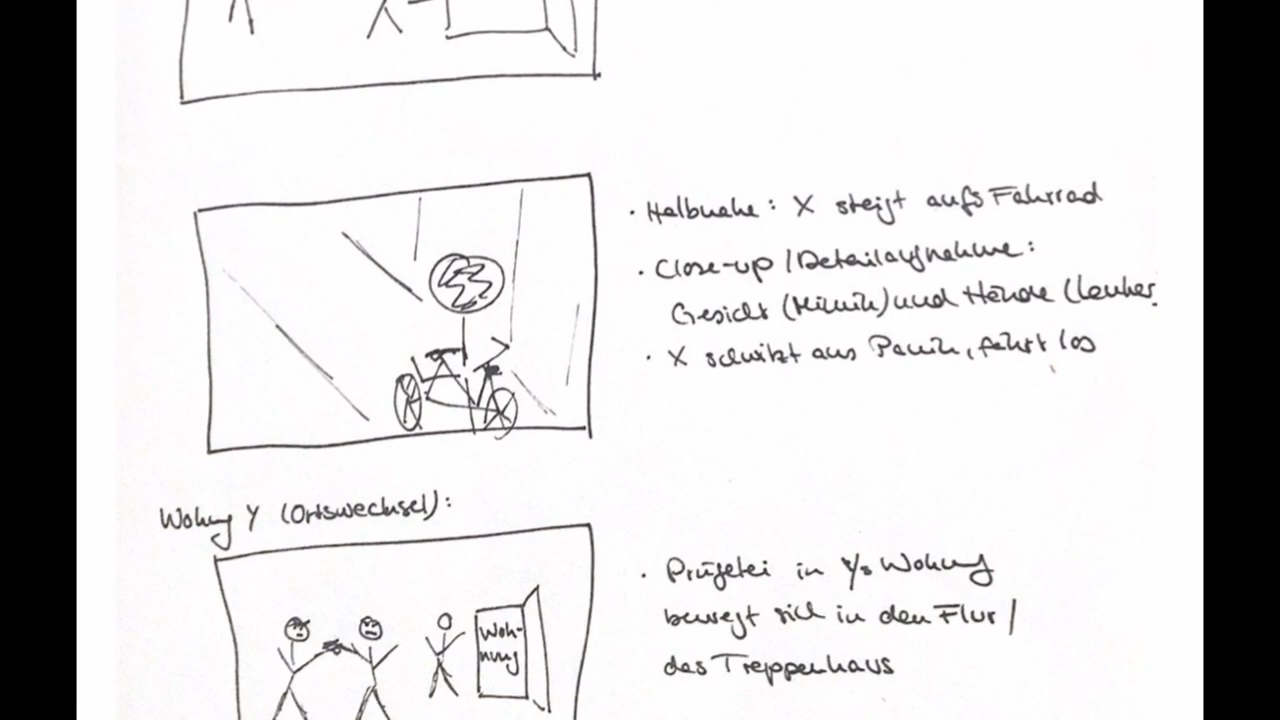 · Halbnahe: X steigt aufs Fahrrad
· Close-up / Detailaufnahme:
Gesicht (Mimik) und Hände (Lenker
· X schwitzt aus Panik, fährt los
Wohnung Y (Ortswechsel):
· Prügelei in Ys Wohnung
bewegt sich in den Flur /
das Treppenhaus
Woh-
nung